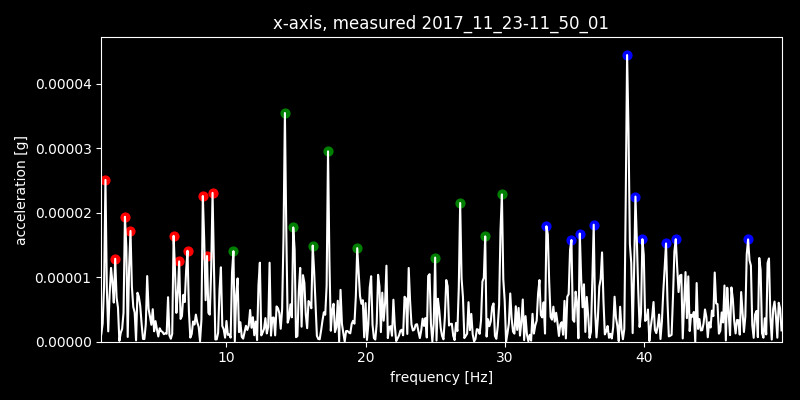 x-axis, measured 2017_11_23-11_50_01
acceleration [g]
0.00004
0.00003
0.00002
0.00001
0.00000
10 20 30 40
frequency [Hz]